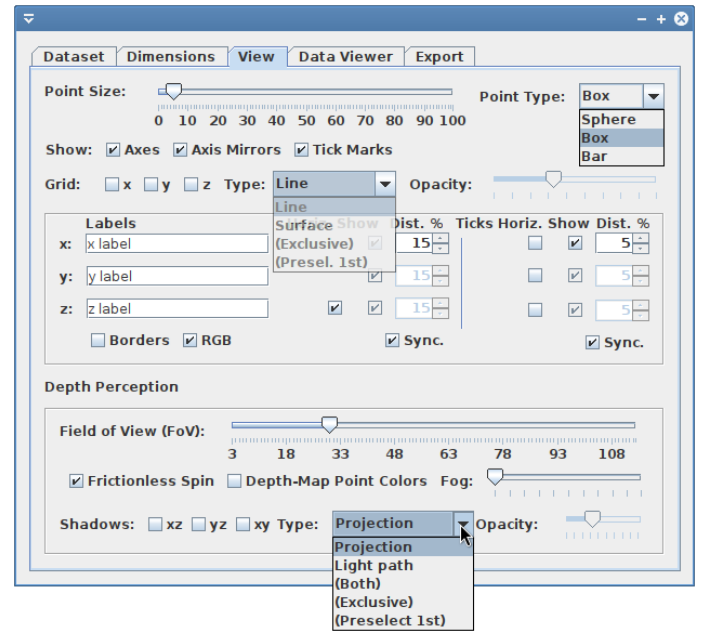 Dataset Dimensions View Data Viewer Export
Point Size: Point Type: Box
0 10 20 30 40 50 60 70 80 90 100
Sphere
Box
Bar
Show: Axes Axis Mirrors Tick Marks
Grid: x y z Type: Line Opacity:
Line
Surface
(Exclusive)
(Presel. 1st)
Labels Show Dist. % Ticks Horiz. Show Dist. %
x: x label 15 5
y: y label 15 5
z: z label 15 5
Borders RGB Sync. Sync.
Depth Perception
Field of View (FoV):
3 18 33 48 63 78 93 108
Frictionless Spin Depth-Map Point Colors Fog:
Shadows: xz yz xy Type: Projection Opacity:
Projection
Light path
(Both)
(Exclusive)
(Preselect 1st)